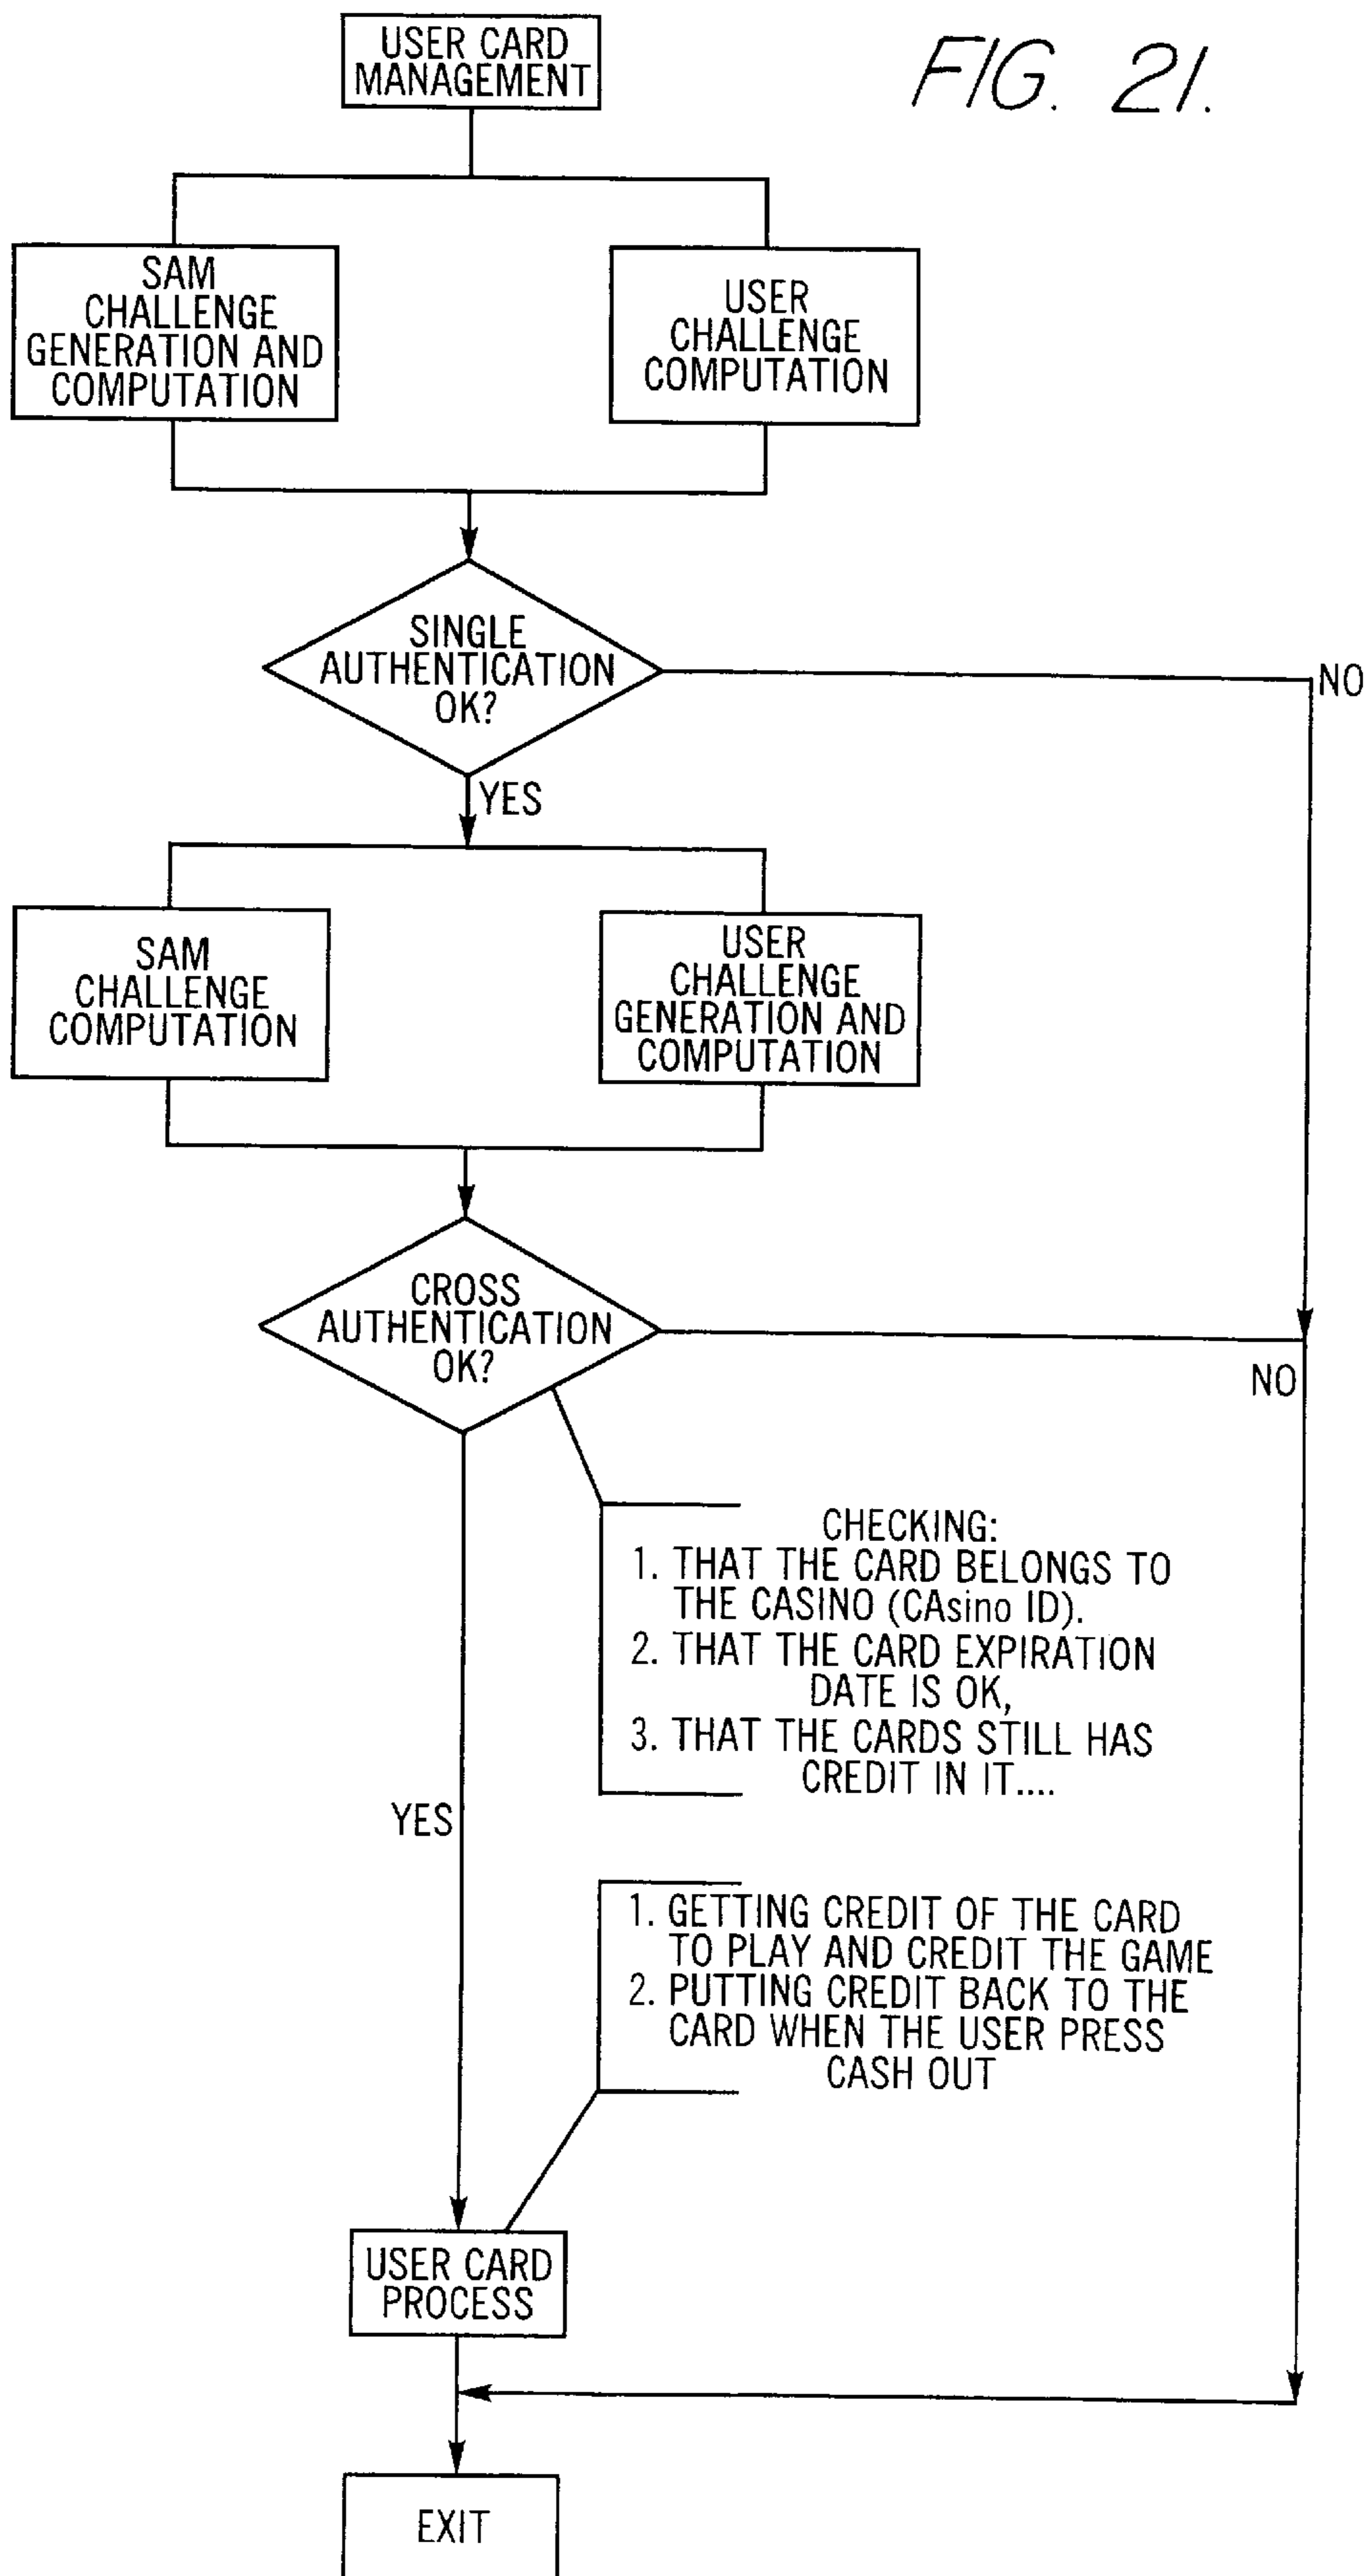 USER CARD
MANAGEMENT
FIG. 21.
SAM
CHALLENGE
GENERATION AND
COMPUTATION
USER
CHALLENGE
COMPUTATION
SINGLE
AUTHENTICATION
OK?
NO
YES
SAM
CHALLENGE
COMPUTATION
USER
CHALLENGE
GENERATION AND
COMPUTATION
CROSS
AUTHENTICATION
OK?
NO
CHECKING:
1. THAT THE CARD BELONGS TO
THE CASINO (CAsino ID).
2. THAT THE CARD EXPIRATION
DATE IS OK,
3. THAT THE CARDS STILL HAS
CREDIT IN IT....
YES
1. GETTING CREDIT OF THE CARD
TO PLAY AND CREDIT THE GAME
2. PUTTING CREDIT BACK TO THE
CARD WHEN THE USER PRESS
CASH OUT
USER CARD
PROCESS
EXIT